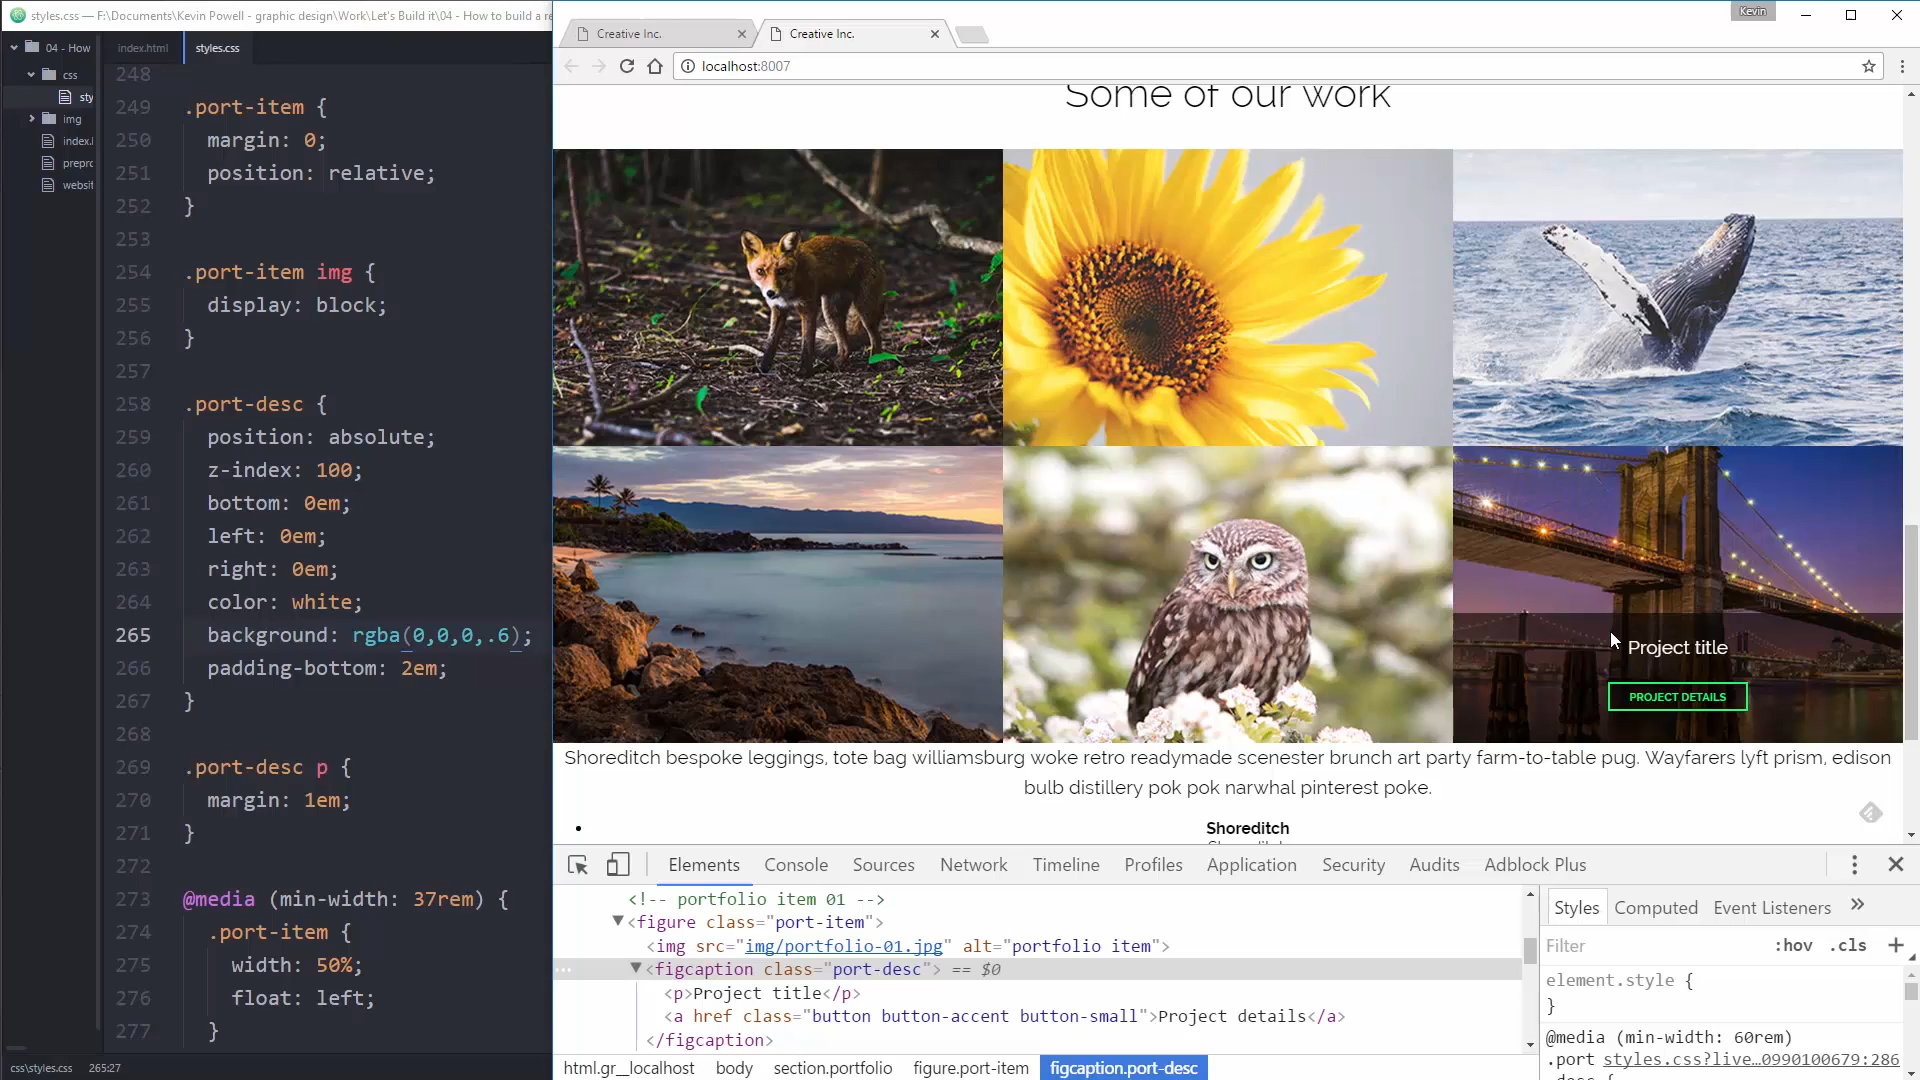 styles.css — F:\Documents\Kevin Powell - graphic design\Work\Let's Build it\04 - How to build a re
04 - How
css
sty
img
index.l
prepro
websit
index.html
styles.css
248
249 .port-item {
250 margin: 0;
251 position: relative;
252 }
253
254 .port-item img {
255 display: block;
256 }
257
258 .port-desc {
259 position: absolute;
260 z-index: 100;
261 bottom: 0em;
262 left: 0em;
263 right: 0em;
264 color: white;
265 background: rgba(0,0,0,.6);
266 padding-bottom: 2em;
267 }
268
269 .port-desc p {
270 margin: 1em;
271 }
272
273 @media (min-width: 37rem) {
274 .port-item {
275 width: 50%;
276 float: left;
277 }
css\styles.css 265:27
Kevin
Creative Inc.
Creative Inc.
localhost:8007
Some of our work
Project title
PROJECT DETAILS
Shoreditch bespoke leggings, tote bag williamsburg woke retro readymade scenester brunch art party farm-to-table pug. Wayfarers lyft prism, edison
bulb distillery pok pok narwhal pinterest poke.
Shoreditch
Elements Console Sources Network Timeline Profiles Application Security Audits Adblock Plus
<!-- portfolio item 01 -->
<figure class="port-item">
<img src="img/portfolio-01.jpg" alt="portfolio item">
<figcaption class="port-desc"> == $0
<p>Project title</p>
<a href class="button button-accent button-small">Project details</a>
</figcaption>
html.gr__localhost body section.portfolio figure.port-item figcaption.port-desc
Styles Computed Event Listeners »
Filter :hov .cls +
element.style {
}
@media (min-width: 60rem)
.port styles.css?live…0990100679:286